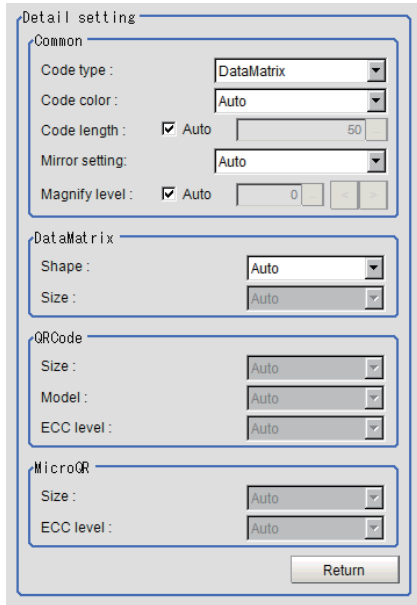 Detail setting
Common
Code type : DataMatrix
Code color : Auto
Code length : Auto 50 ...
Mirror setting: Auto
Magnify level : Auto 0 ... < >
DataMatrix
Shape : Auto
Size : Auto
QRCode
Size : Auto
Model : Auto
ECC level : Auto
MicroQR
Size : Auto
ECC level : Auto
Return